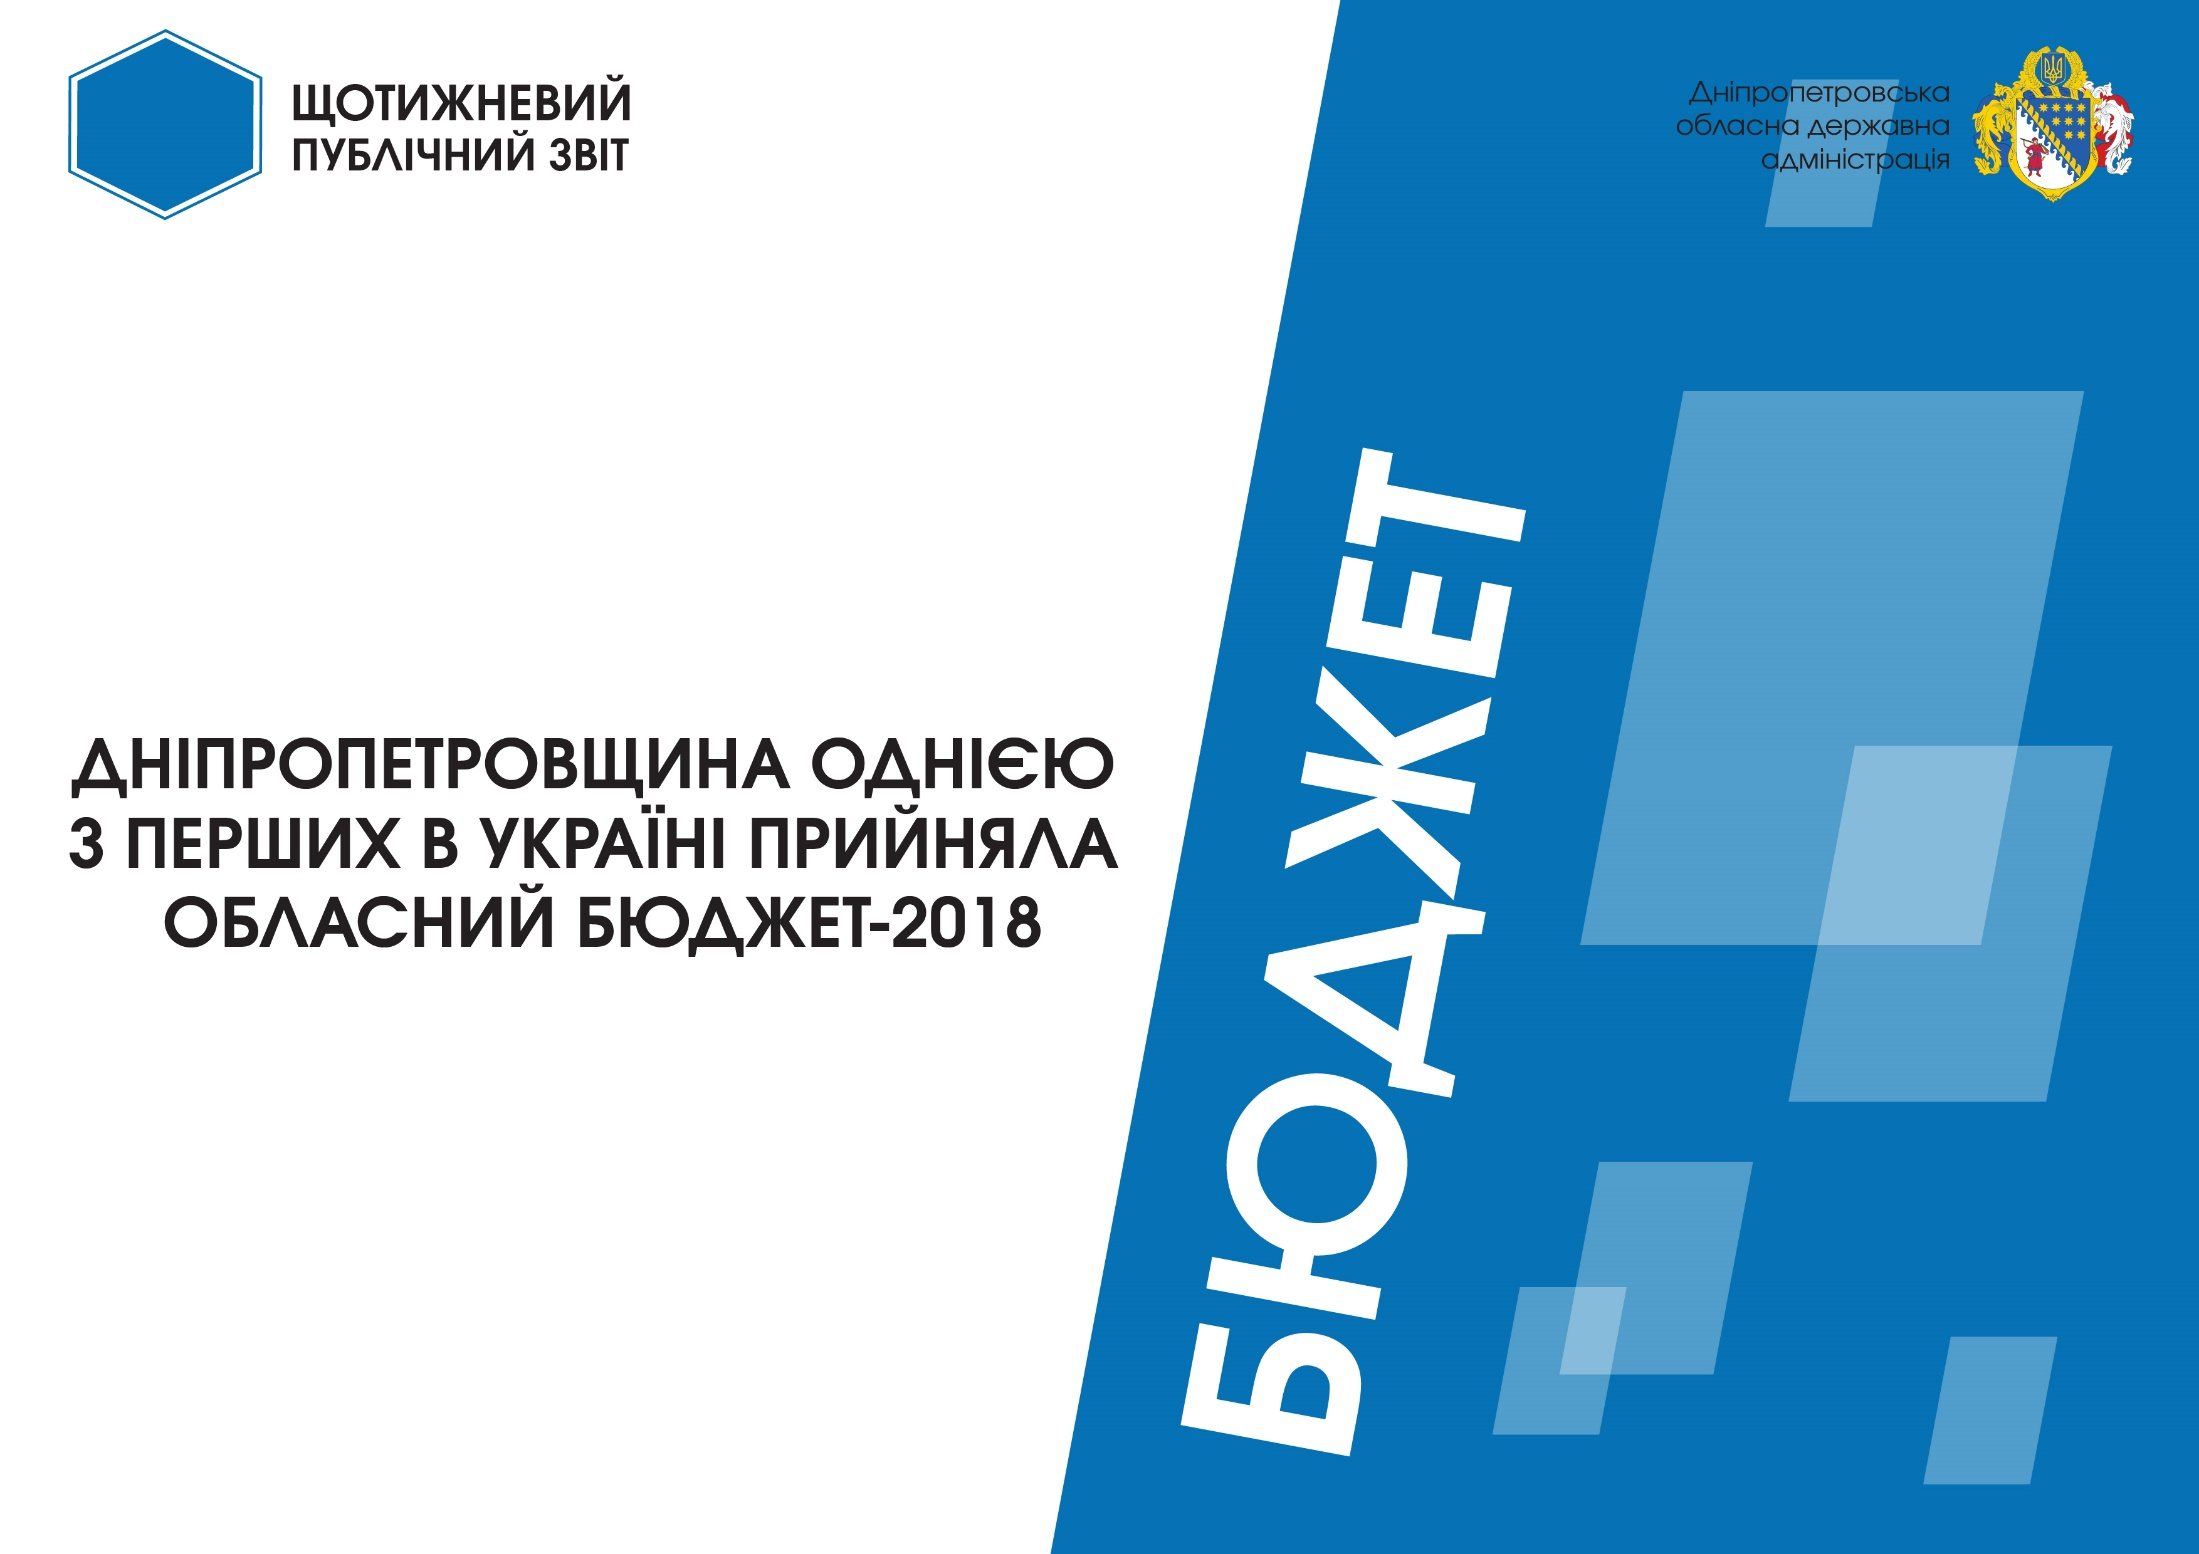 ЩОТИЖНЕВИЙ
ПУБЛІЧНИЙ ЗВІТ
Дніпропетровська
обласна державна
адміністрація
ДНІПРОПЕТРОВЩИНА ОДНІЄЮ
З ПЕРШИХ В УКРАЇНІ ПРИЙНЯЛА
ОБЛАСНИЙ БЮДЖЕТ-2018
БЮДЖЕТ